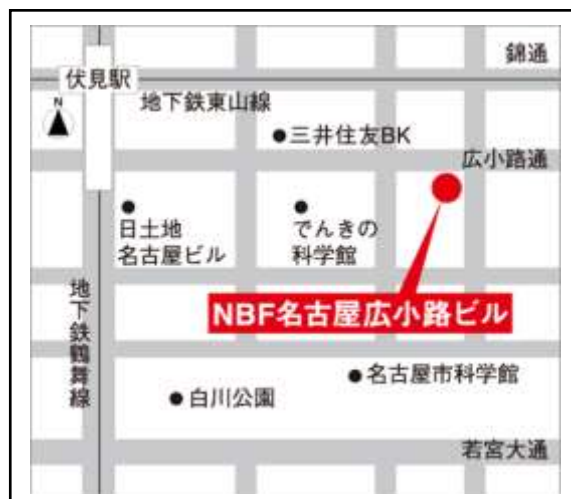 錦通
伏見駅
地下鉄東山線
N
三井住友BK
広小路通
日土地
名古屋ビル
でんきの
科学館
NBF名古屋広小路ビル
地下鉄鶴舞線
名古屋市科学館
白川公園
若宮大通